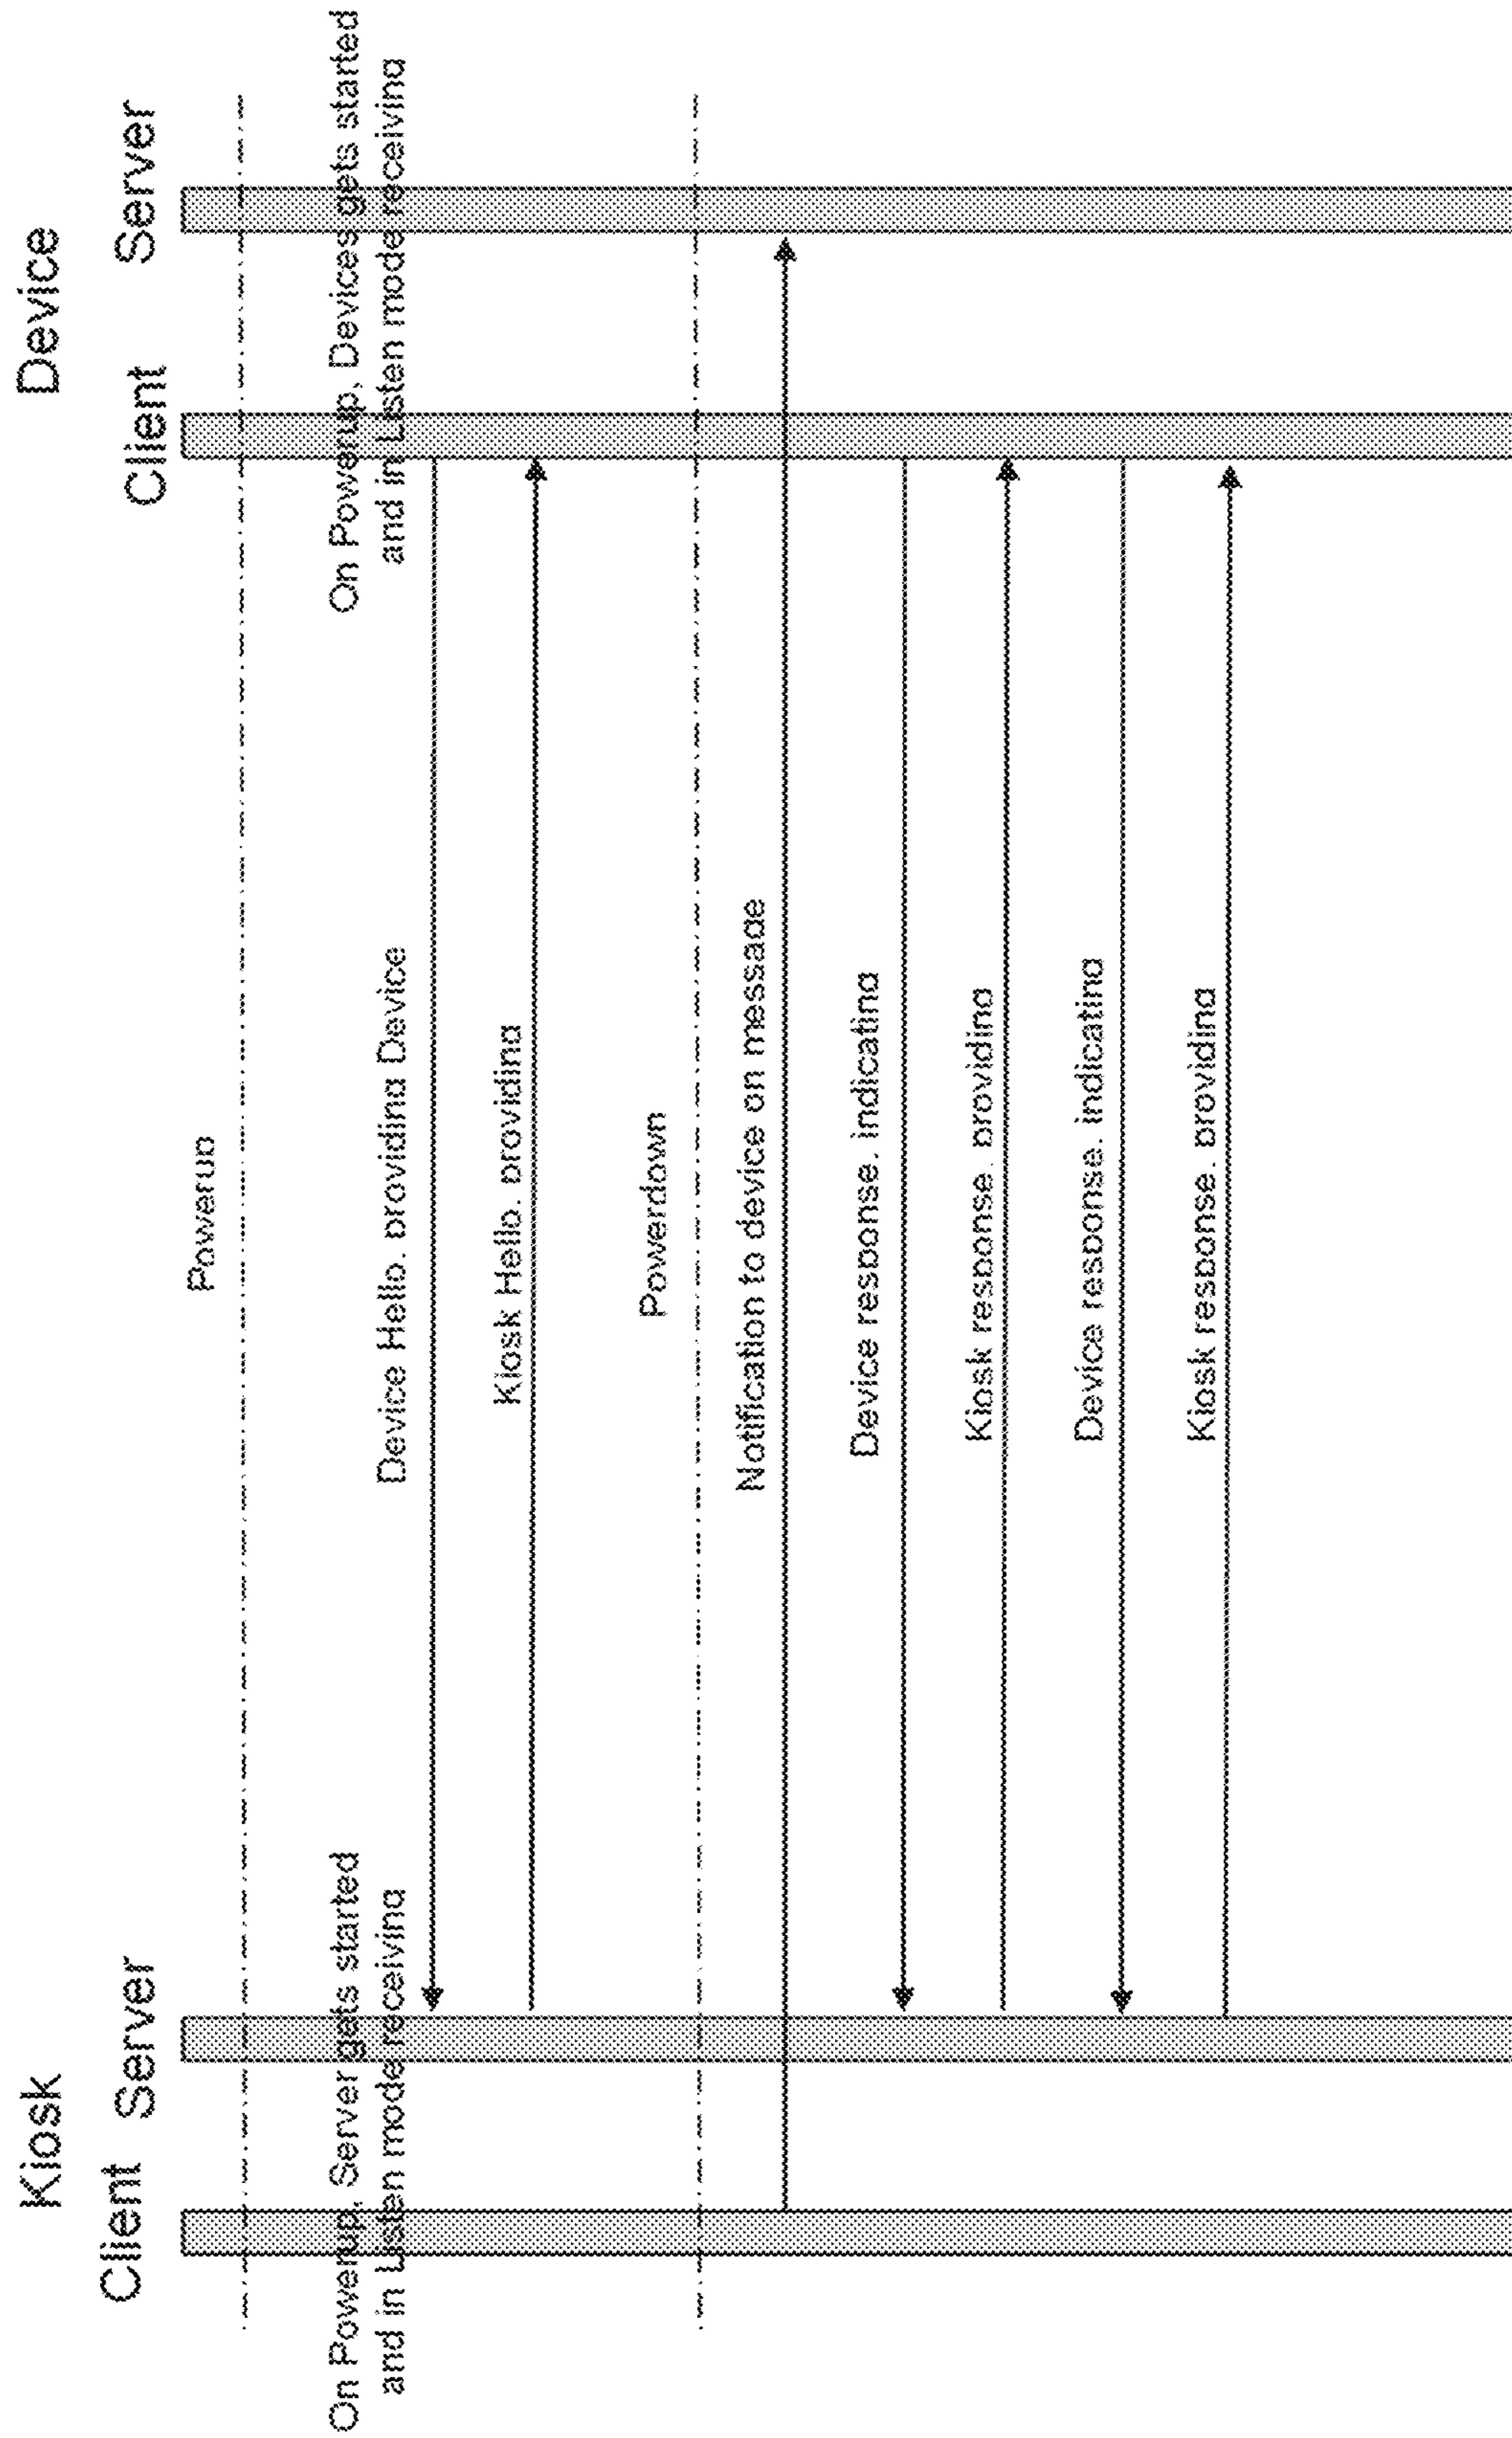 Kiosk
Device
Client
Server
Client
Server
Powerup
On Powerup, Server gets started
and in Listen mode receiving
On Powerup, Devices gets started
and in Listen mode receiving
Device Hello, providing Device
Kiosk Hello, providing
Powerdown
Notification to device on message
Device response, indicating
Kiosk response, providing
Device response, indicating
Kiosk response, providing